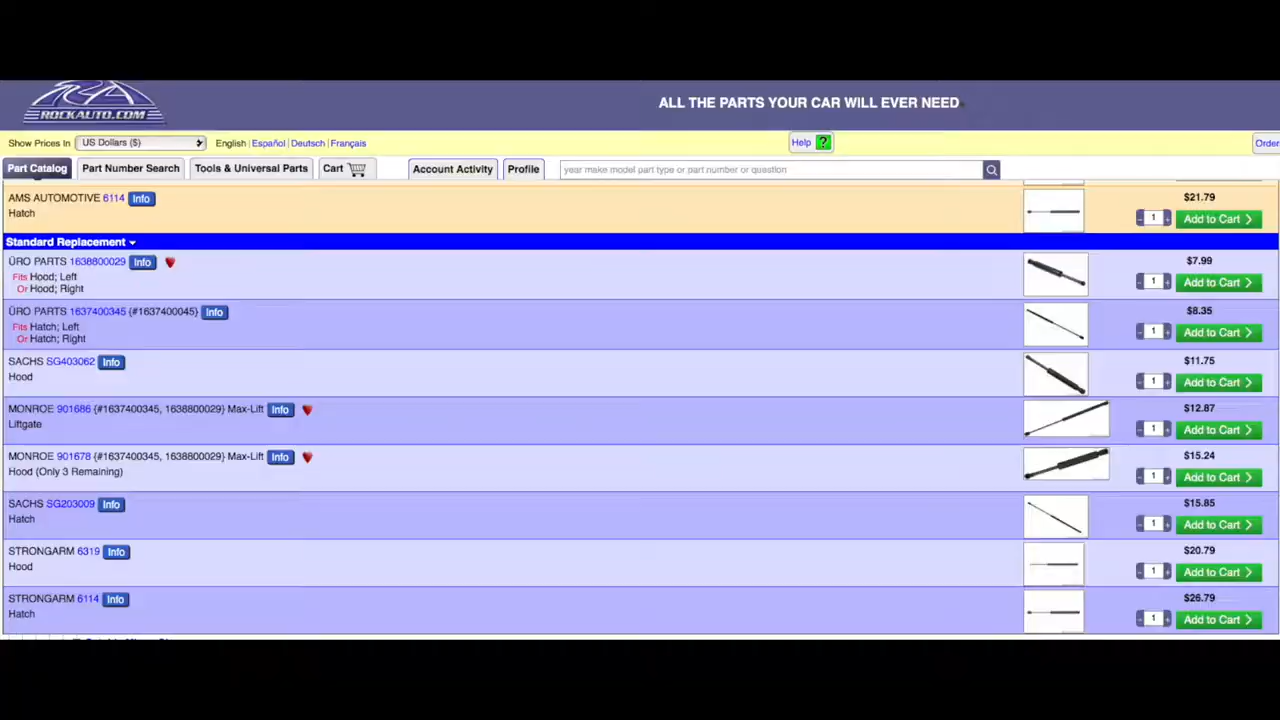 ROCKAUTO.COM
ALL THE PARTS YOUR CAR WILL EVER NEED
Show Prices In US Dollars ($) English | Español | Deutsch | Français Help ? Order
Part Catalog Part Number Search Tools & Universal Parts Cart Account Activity Profile year make model part type or part number or question
AMS AUTOMOTIVE 6114 Info $21.79
Hatch 1 Add to Cart
Standard Replacement
ÜRO PARTS 1638800029 Info $7.99
Fits Hood; Left 1 Add to Cart
Or Hood; Right
ÜRO PARTS 1637400345 {#1637400045} Info $8.35
Fits Hatch; Left 1 Add to Cart
Or Hatch; Right
SACHS SG403062 Info $11.75
Hood 1 Add to Cart
MONROE 901686 {#1637400345, 1638800029} Max-Lift Info $12.87
Liftgate 1 Add to Cart
MONROE 901678 {#1637400345, 1638800029} Max-Lift Info $15.24
Hood (Only 3 Remaining) 1 Add to Cart
SACHS SG203009 Info $15.85
Hatch 1 Add to Cart
STRONGARM 6319 Info $20.79
Hood 1 Add to Cart
STRONGARM 6114 Info $26.79
Hatch 1 Add to Cart